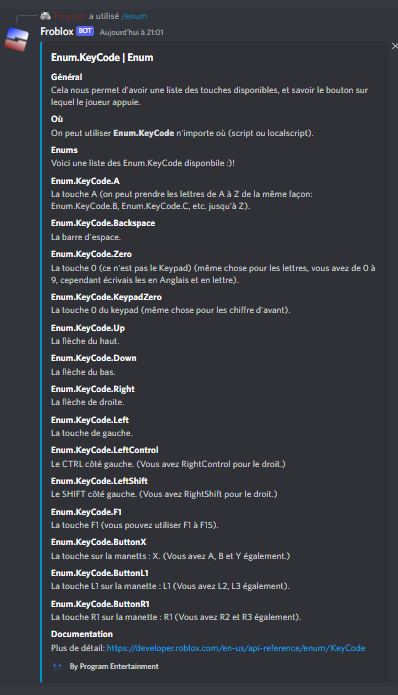 a utilisé /enum
Froblox BOT Aujourd'hui à 21:01
Enum.KeyCode | Enum
Général
Cela nous permet d'avoir une liste des touches disponibles, et savoir le bouton sur
lequel le joueur appuie.
Où
On peut utiliser Enum.KeyCode n'importe où (script ou localscript).
Enums
Voici une liste des Enum.KeyCode disponbile :)!
Enum.KeyCode.A
La touche A (on peut prendre les lettres de A à Z de la même façon:
Enum.KeyCode.B, Enum.KeyCode.C, etc. jusqu'à Z).
Enum.KeyCode.Backspace
La barre d'espace.
Enum.KeyCode.Zero
La touche 0 (ce n'est pas le Keypad) (même chose pour les lettres, vous avez de 0 à
9, cependant écrivais les en Anglais et en lettre).
Enum.KeyCode.KeypadZero
La touche 0 du keypad (même chose pour les chiffre d'avant).
Enum.KeyCode.Up
La flèche du haut.
Enum.KeyCode.Down
La flèche du bas.
Enum.KeyCode.Right
La flèche de droite.
Enum.KeyCode.Left
La touche de gauche.
Enum.KeyCode.LeftControl
Le CTRL côté gauche. (Vous avez RightControl pour le droit.)
Enum.KeyCode.LeftShift
Le SHIFT côté gauche. (Vous avez RightShift pour le droit.)
Enum.KeyCode.F1
La touche F1 (vous pouvez utiliser F1 à F15).
Enum.KeyCode.ButtonX
La touche sur la manetts : X. (Vous avez A, B et Y également.)
Enum.KeyCode.ButtonL1
La touche L1 sur la manette : L1 (Vous avez L2, L3 également).
Enum.KeyCode.ButtonR1
La touche R1 sur la manette : R1 (Vous avez R2 et R3 également).
Documentation
Plus de détail: https://developer.roblox.com/en-us/api-reference/enum/KeyCode
By Program Entertainment